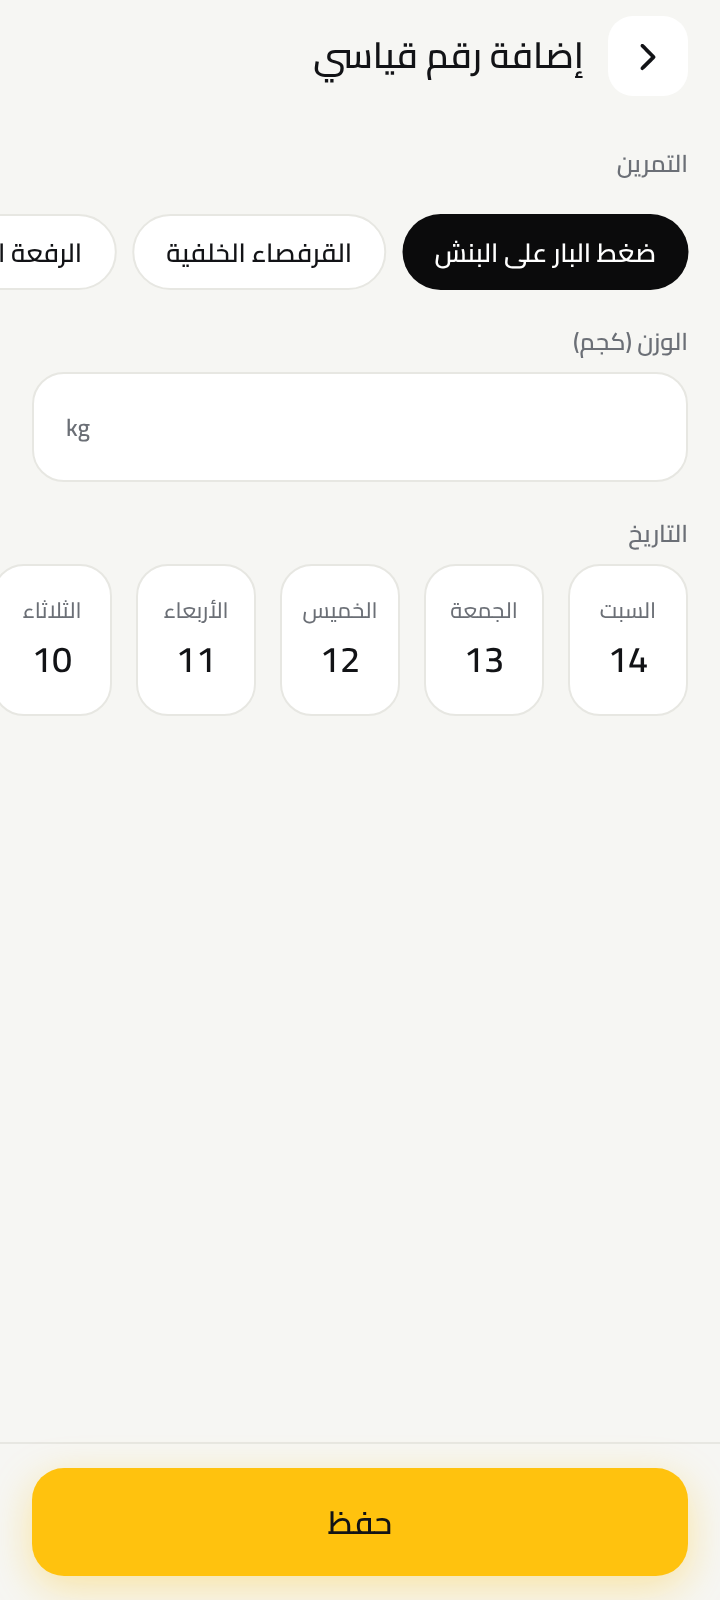 إضافة رقم قياسي
التمرين
ضغط البار على البنش
القرفصاء الخلفية
الرفعة
الوزن (كجم)
kg
التاريخ
السبت
14
الجمعة
13
الخميس
12
الأربعاء
11
الثلاثاء
10
حفظ